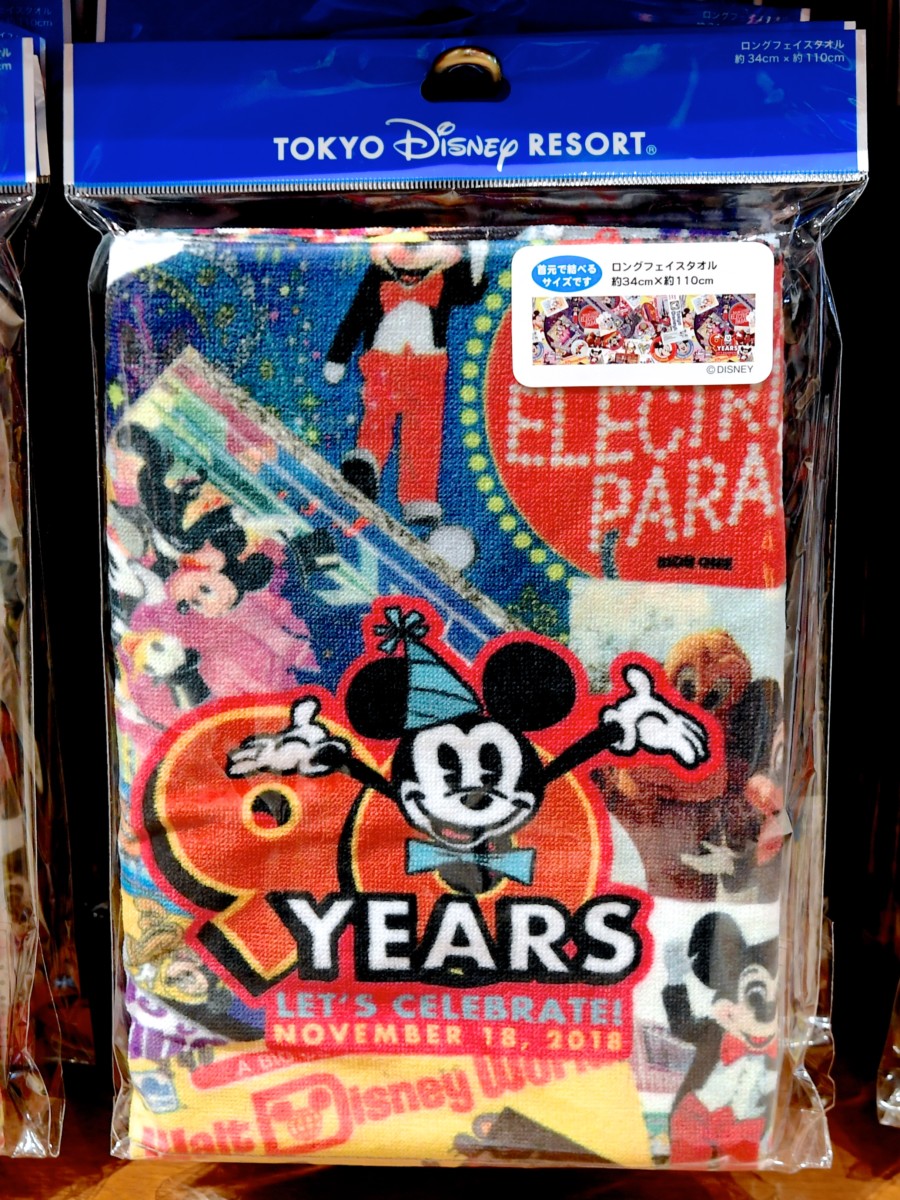 ロングフェイスタオル
約34cm×約110cm
TOKYO Disney RESORT®
首元で結べる
サイズです
ロングフェイスタオル
約34cm×約110cm
YEARS
©DISNEY
ELECTRI
PARA
90
YEARS
LET'S CELEBRATE!
NOVEMBER 18, 2018
Walt Disney World